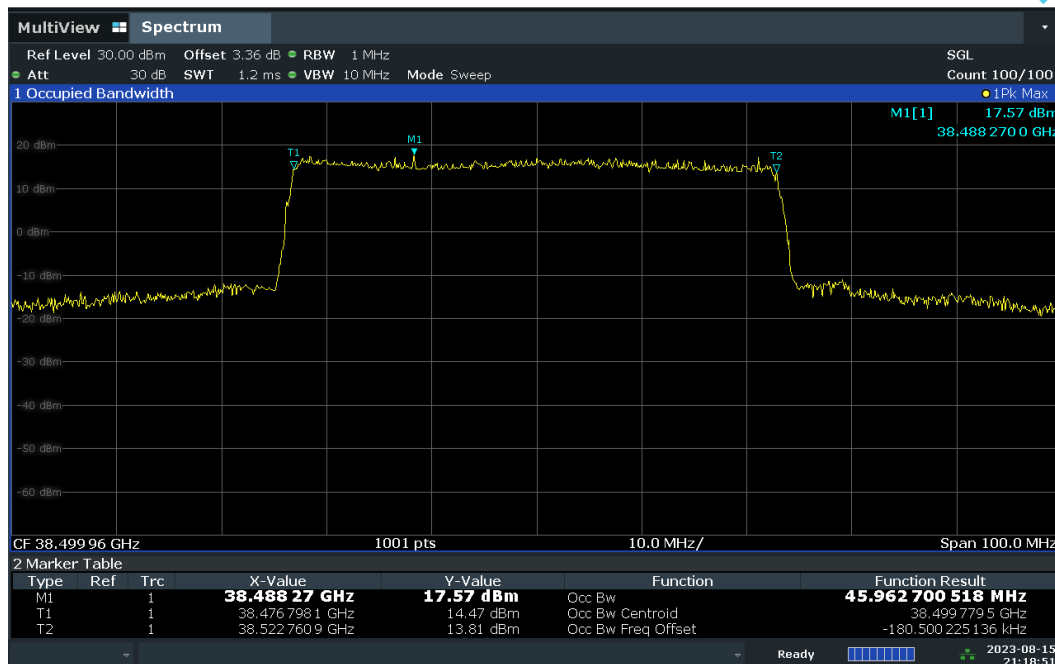 MultiView Spectrum
Ref Level 30.00 dBm Offset 3.36 dB RBW 1 MHz SGL
Att 30 dB SWT 1.2 ms VBW 10 MHz Mode Sweep Count 100/100
1 Occupied Bandwidth 1Pk Max
M1[1] 17.57 dBm
38.488 270 0 GHz
M1
20 dBm
T1
T2
10 dBm
0 dBm
-10 dBm
-20 dBm
-30 dBm
-40 dBm
-50 dBm
-60 dBm
CF 38.499 96 GHz 1001 pts 10.0 MHz/ Span 100.0 MHz
2 Marker Table
Type Ref Trc X-Value Y-Value Function Function Result
M1 1 38.488 27 GHz 17.57 dBm Occ Bw 45.962 700 518 MHz
T1 1 38.476 798 1 GHz 14.47 dBm Occ Bw Centroid 38.499 779 5 GHz
T2 1 38.522 760 9 GHz 13.81 dBm Occ Bw Freq Offset -180.500 225 136 kHz
Ready 2023-08-15
21:18:51